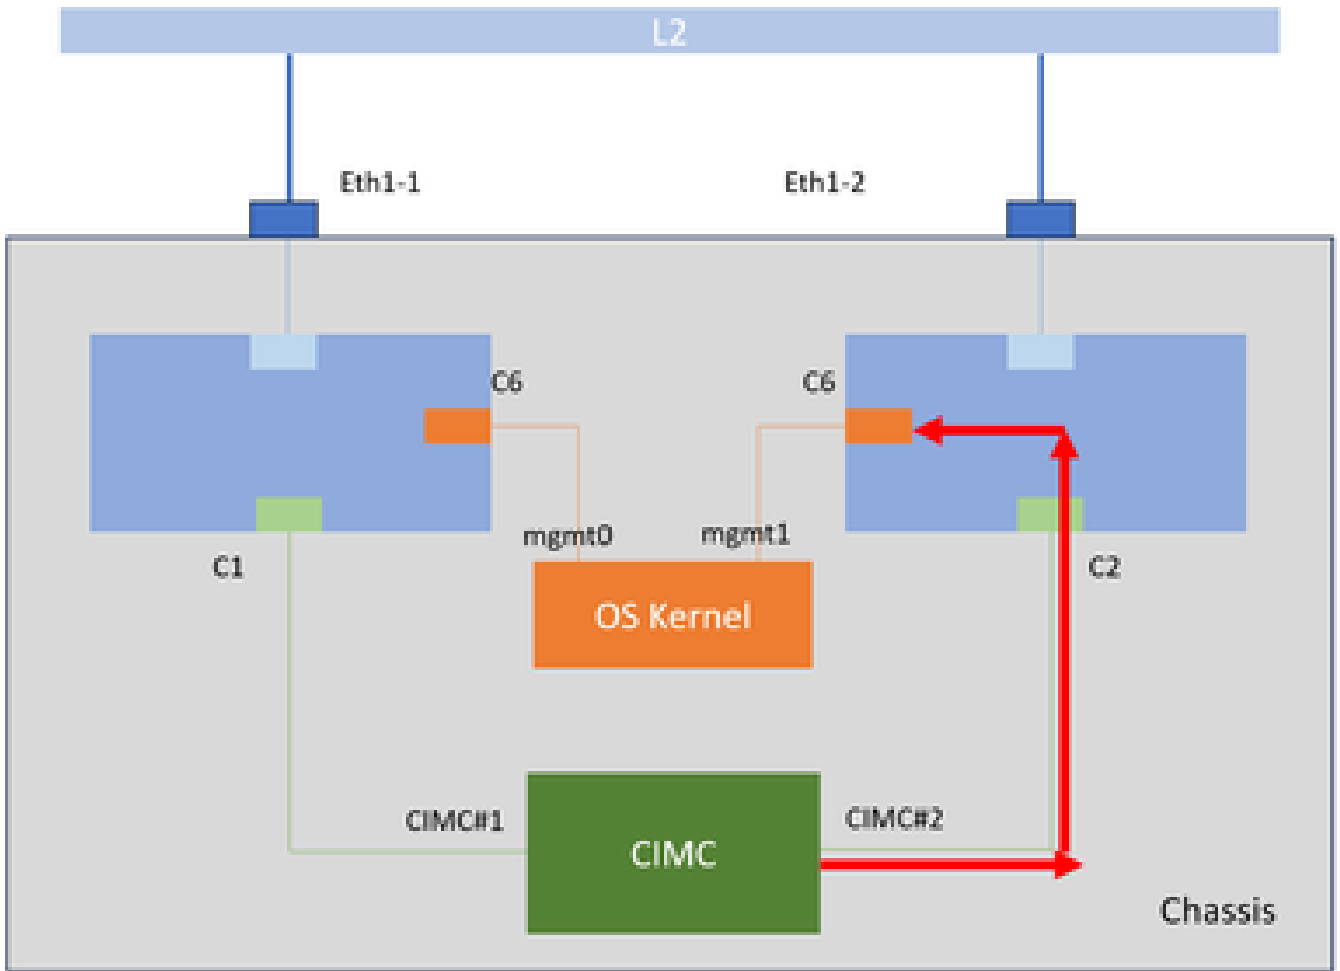 L2
Eth1-1
Eth1-2
C6
C6
mgmt0
mgmt1
C1
C2
OS Kernel
CIMC#1
CIMC#2
CIMC
Chassis